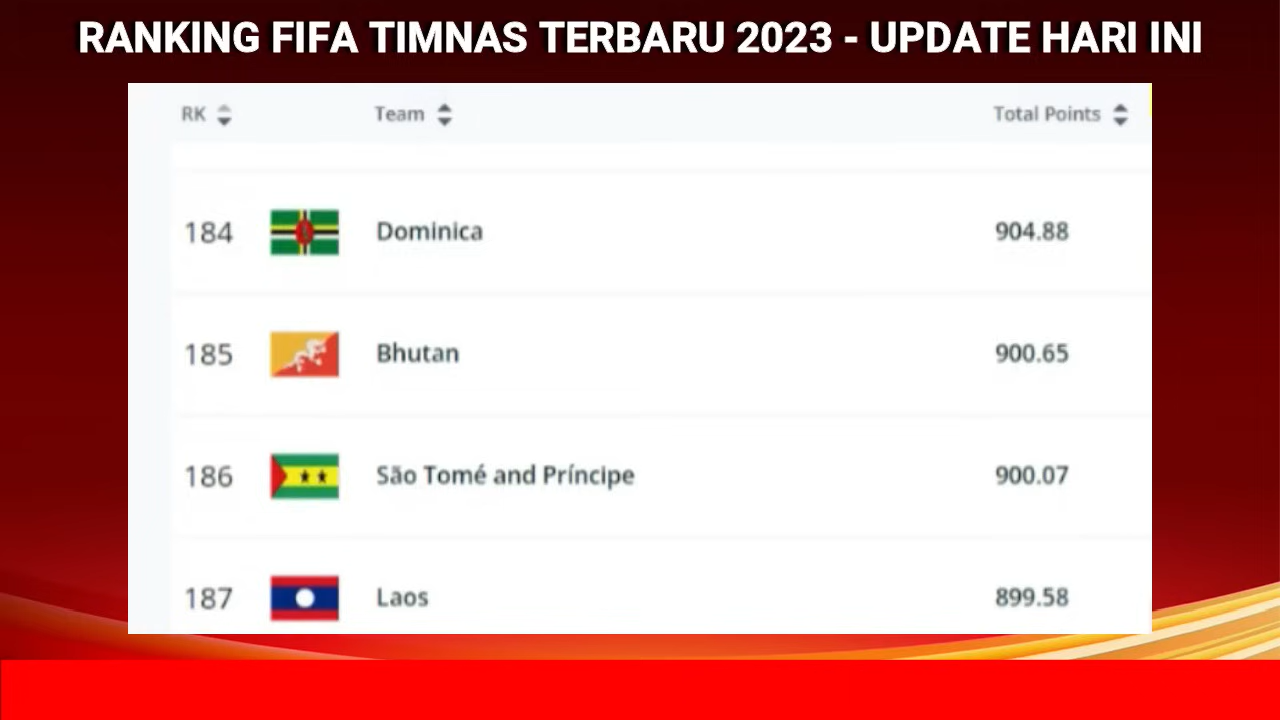 RANKING FIFA TIMNAS TERBARU 2023 - UPDATE HARI INI
RK Team Total Points
184 Dominica 904.88
185 Bhutan 900.65
186 São Tomé and Príncipe 900.07
187 Laos 899.58